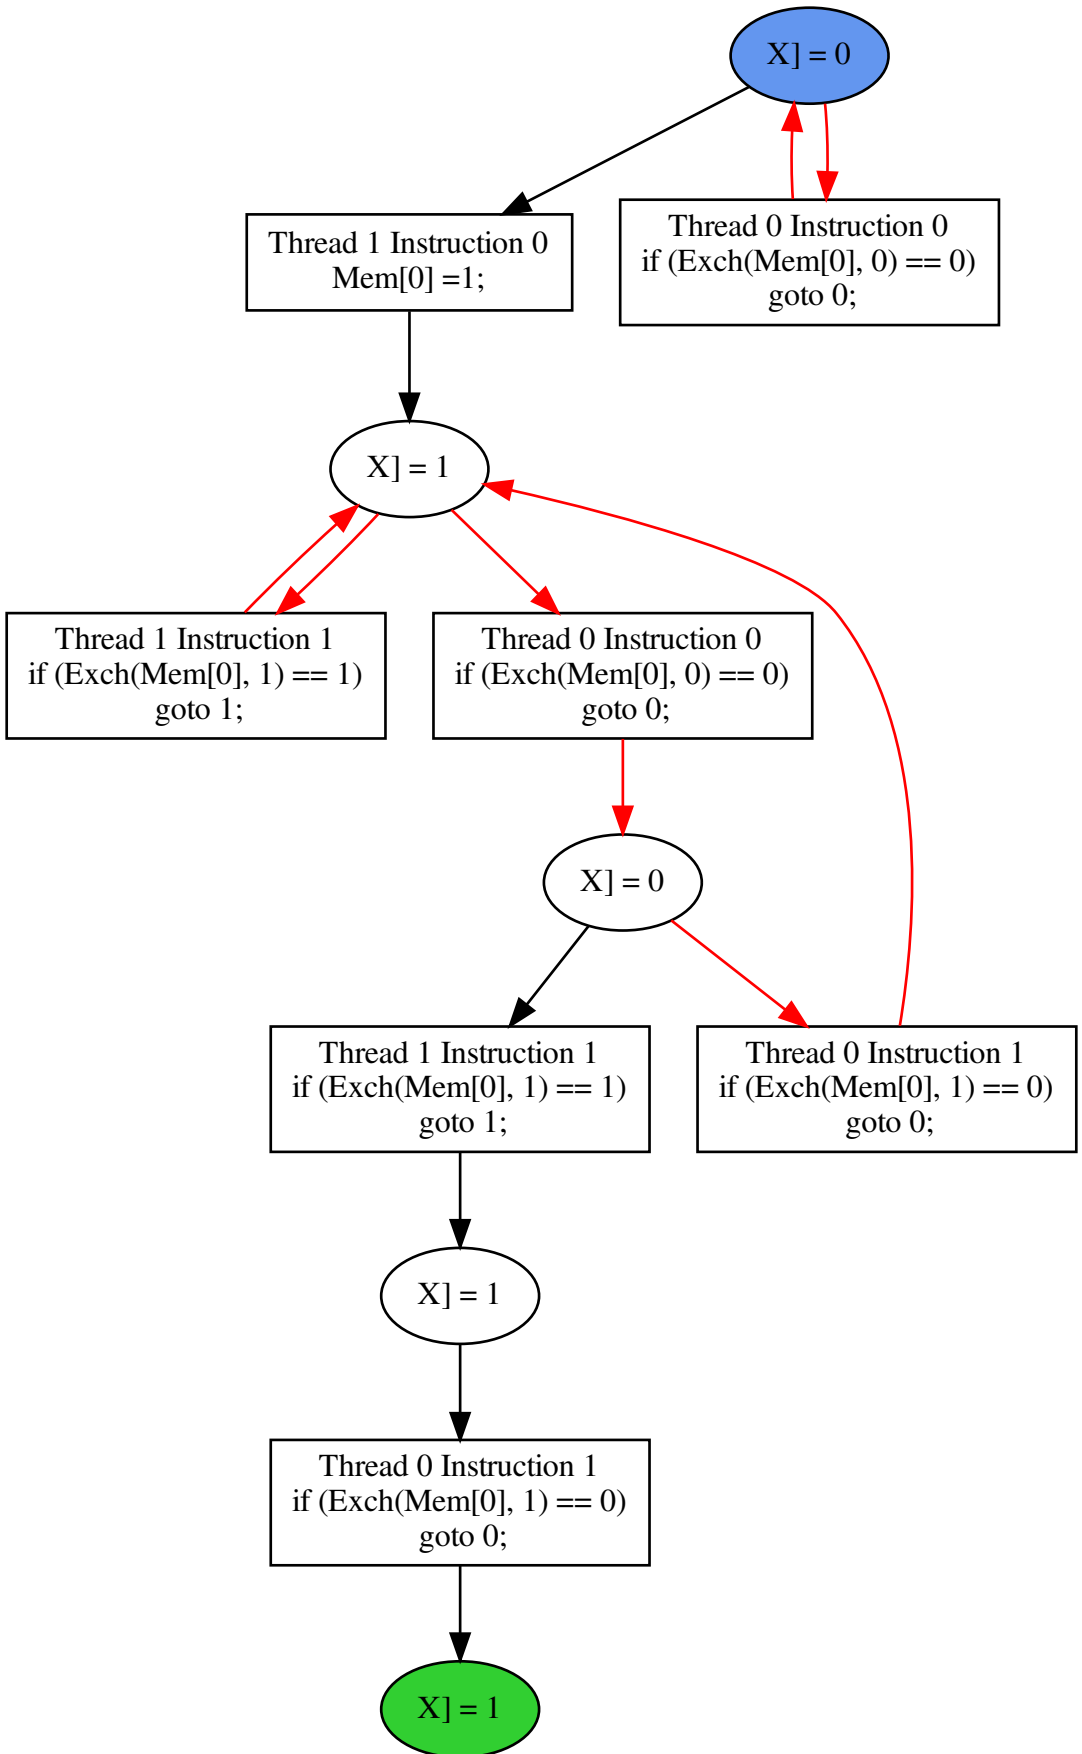 X] = 0
Thread 1 Instruction 0
Mem[0] =1;
Thread 0 Instruction 0
if (Exch(Mem[0], 0) == 0)
goto 0;
X] = 1
Thread 1 Instruction 1
if (Exch(Mem[0], 1) == 1)
goto 1;
Thread 0 Instruction 0
if (Exch(Mem[0], 0) == 0)
goto 0;
X] = 0
Thread 1 Instruction 1
if (Exch(Mem[0], 1) == 1)
goto 1;
Thread 0 Instruction 1
if (Exch(Mem[0], 1) == 0)
goto 0;
X] = 1
Thread 0 Instruction 1
if (Exch(Mem[0], 1) == 0)
goto 0;
X] = 1